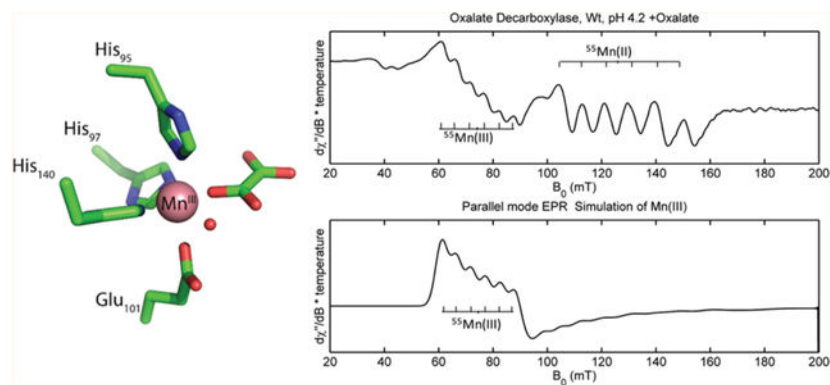 His₉₅
His₉₇
His₁₄₀
Mnᴵᴵᴵ
Glu₁₀₁
Oxalate Decarboxylase, Wt, pH 4.2 +Oxalate
dχ''/dB * temperature
⁵⁵Mn(II)
⁵⁵Mn(III)
20 40 60 80 100 120 140 160 180 200
B₀ (mT)
Parallel mode EPR Simulation of Mn(III)
dχ''/dB * temperature
⁵⁵Mn(III)
20 40 60 80 100 120 140 160 180 200
B₀ (mT)